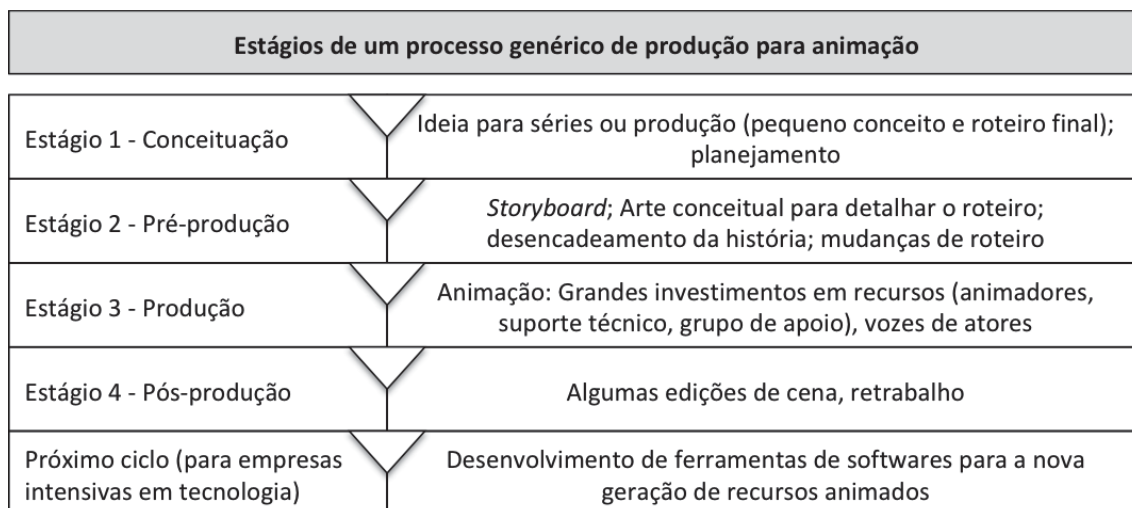 Estágios de um processo genérico de produção para animação
Estágio 1 - Conceituação
Ideia para séries ou produção (pequeno conceito e roteiro final);
planejamento
Estágio 2 - Pré-produção
Storyboard; Arte conceitual para detalhar o roteiro;
desencadeamento da história; mudanças de roteiro
Estágio 3 - Produção
Animação: Grandes investimentos em recursos (animadores,
suporte técnico, grupo de apoio), vozes de atores
Estágio 4 - Pós-produção
Algumas edições de cena, retrabalho
Próximo ciclo (para empresas
intensivas em tecnologia)
Desenvolvimento de ferramentas de softwares para a nova
geração de recursos animados